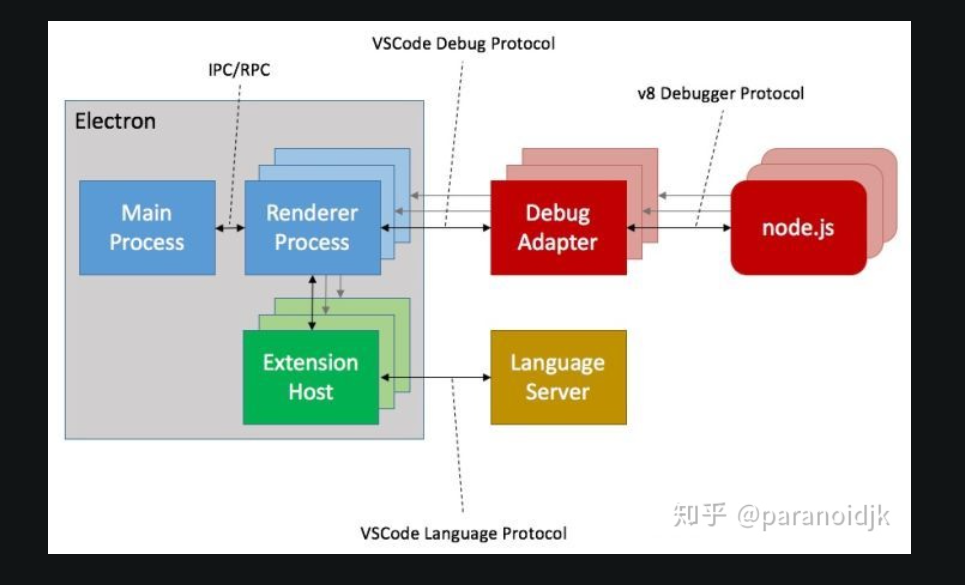 VSCode Debug Protocol
IPC/RPC
v8 Debugger Protocol
Electron
Main
Process
Renderer
Process
Debug
Adapter
node.js
Extension
Host
Language
Server
VSCode Language Protocol
知乎 @paranoidjk